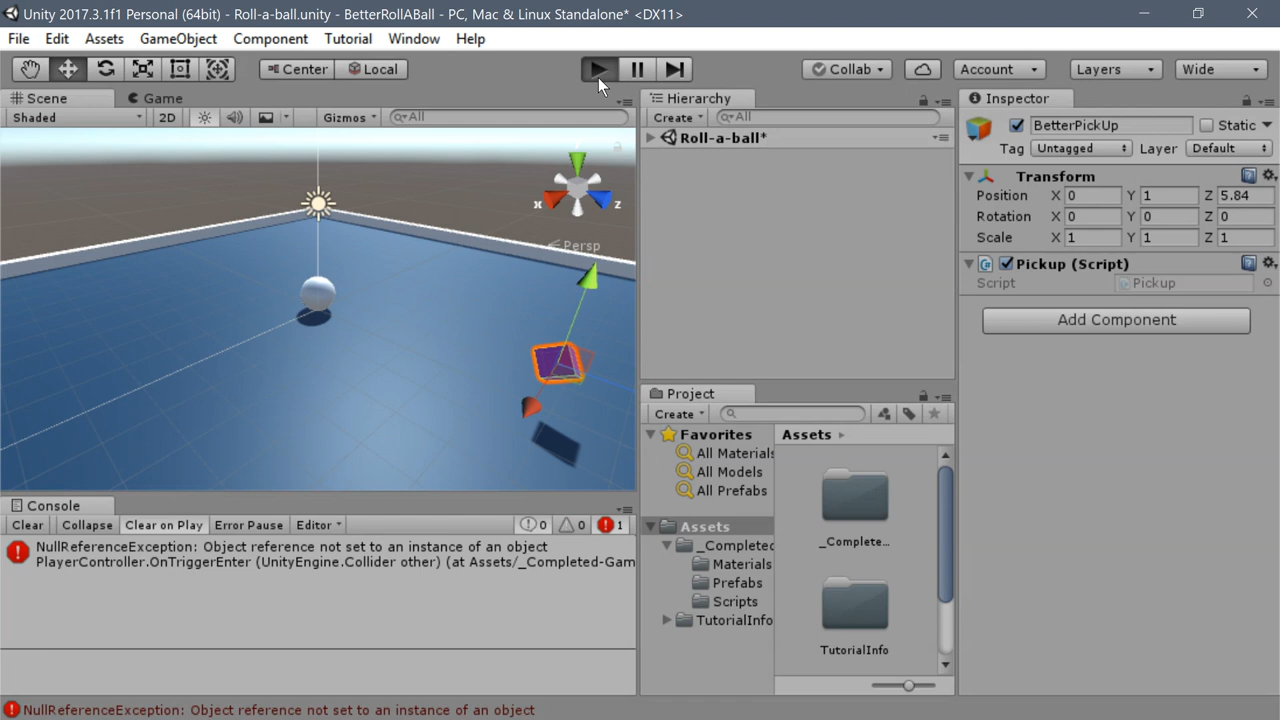 Unity 2017.3.1f1 Personal (64bit) - Roll-a-ball.unity - BetterRollABall - PC, Mac & Linux Standalone* <DX11>
File Edit Assets GameObject Component Tutorial Window Help
Center Local Collab Account Layers Wide
Scene Game
Shaded 2D Gizmos All
x z
Persp
Hierarchy
Create All
Roll-a-ball*
Inspector
BetterPickUp Static
Tag Untagged Layer Default
Transform
Position X 0 Y 1 Z 5.84
Rotation X 0 Y 0 Z 0
Scale X 1 Y 1 Z 1
Pickup (Script)
Script Pickup
Add Component
Project
Create
Favorites
All Materials
All Models
All Prefabs
Assets
_Completed
Materials
Prefabs
Scripts
TutorialInfo
Assets
_Complete...
TutorialInfo
Console
Clear Collapse Clear on Play Error Pause Editor 0 0 1
NullReferenceException: Object reference not set to an instance of an object
PlayerController.OnTriggerEnter (UnityEngine.Collider other) (at Assets/_Completed-Gam
NullReferenceException: Object reference not set to an instance of an object